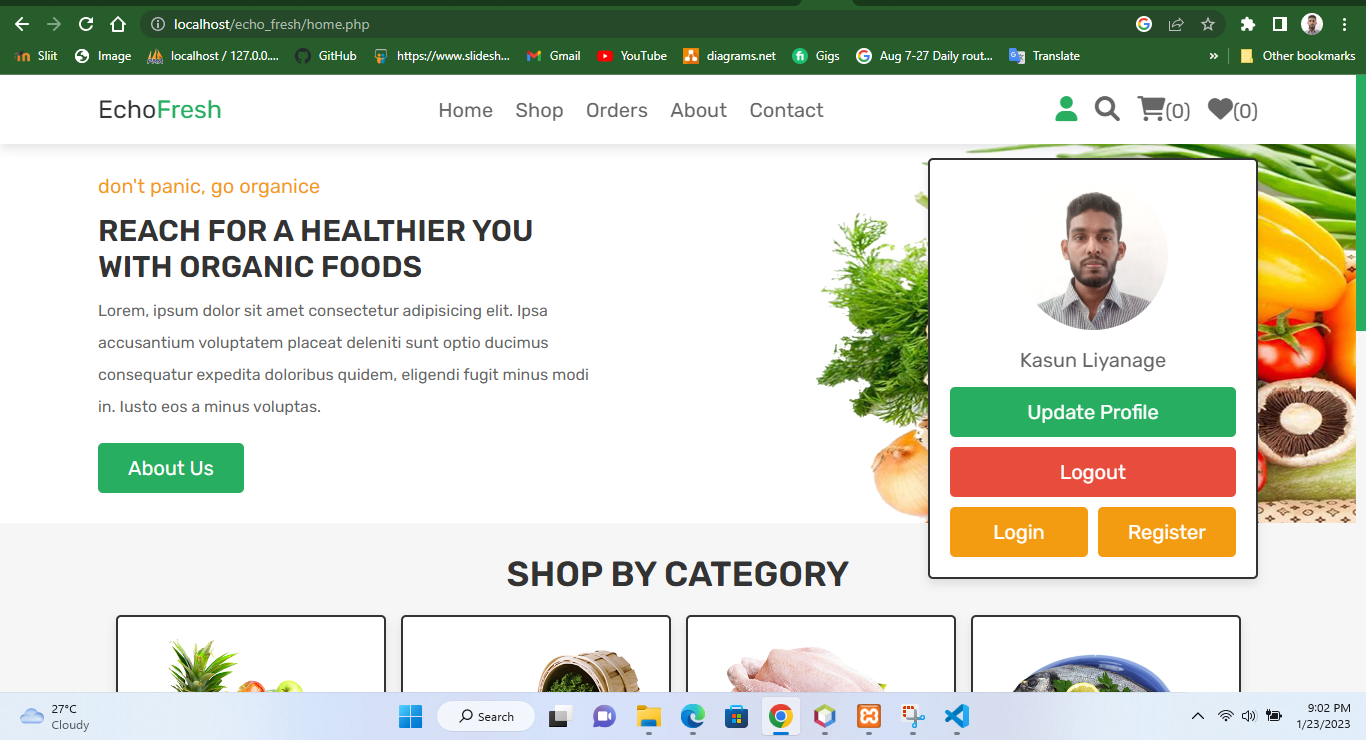 localhost/echo_fresh/home.php
Sliit Image localhost / 127.0.0.... GitHub https://www.slidesh... Gmail YouTube diagrams.net Gigs Aug 7-27 Daily rout... Translate » Other bookmarks
EchoFresh Home Shop Orders About Contact (0) (0)
don't panic, go organice
REACH FOR A HEALTHIER YOU
WITH ORGANIC FOODS
Lorem, ipsum dolor sit amet consectetur adipisicing elit. Ipsa
accusantium voluptatem placeat deleniti sunt optio ducimus
consequatur expedita doloribus quidem, eligendi fugit minus modi
in. Iusto eos a minus voluptas.
About Us
Kasun Liyanage
Update Profile
Logout
Login Register
SHOP BY CATEGORY
27°C
Cloudy
Search
9:02 PM
1/23/2023